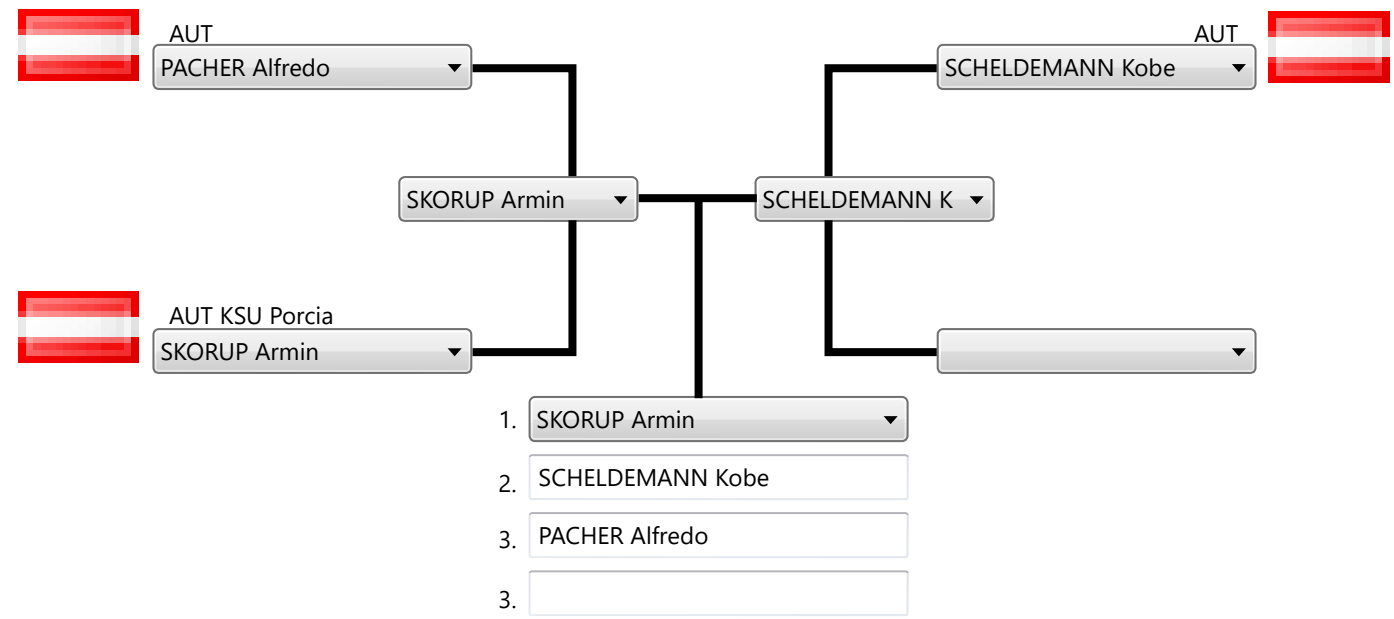 AUT
AUT
PACHER Alfredo
SCHELDEMANN Kobe
SKORUP Armin
SCHELDEMANN K
AUT KSU Porcia
SKORUP Armin
1. SKORUP Armin
2. SCHELDEMANN Kobe
3. PACHER Alfredo
3.